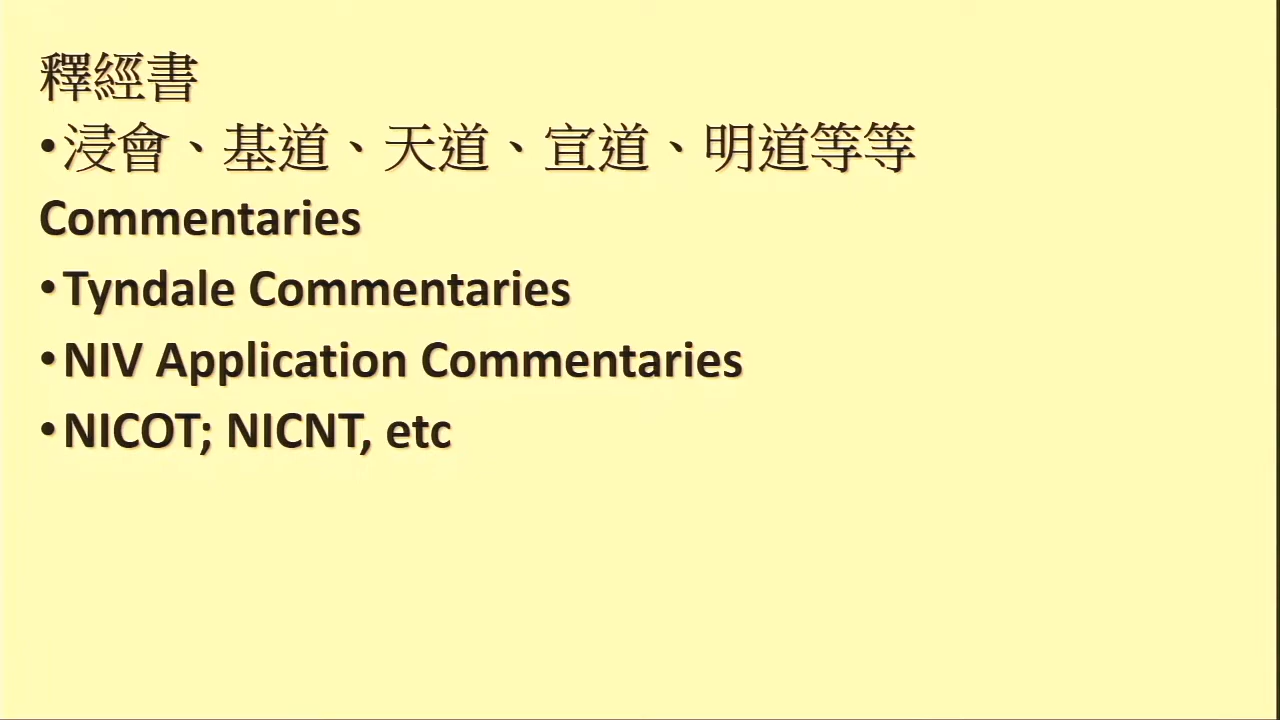 釋經書
•浸會、基道、天道、宣道、明道等等
Commentaries
•Tyndale Commentaries
•NIV Application Commentaries
•NICOT; NICNT, etc